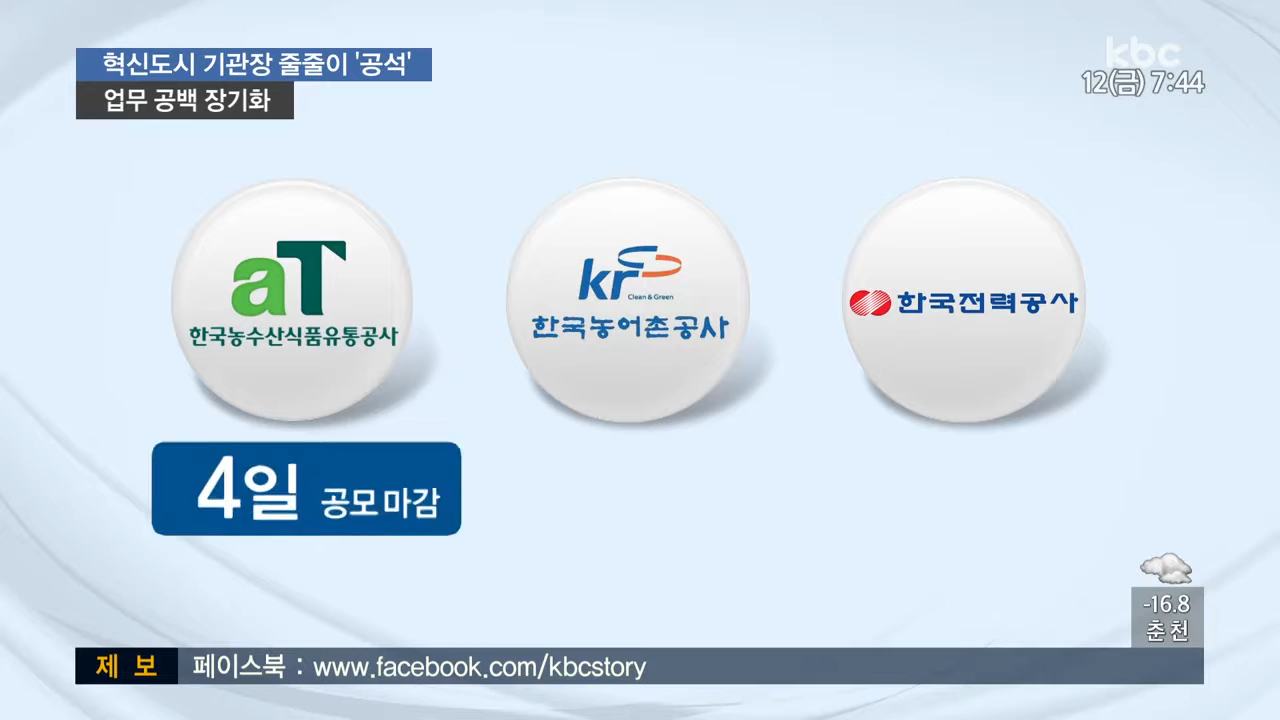 혁신도시 기관장 줄줄이 '공석'
업무 공백 장기화
kbc
12(금) 7:44
aT
한국농수산식품유통공사
kr
Clean & Green
한국농어촌공사
한국전력공사
4일 공모 마감
-16.8
춘천
제 보 페이스북 : www.facebook.com/kbcstory